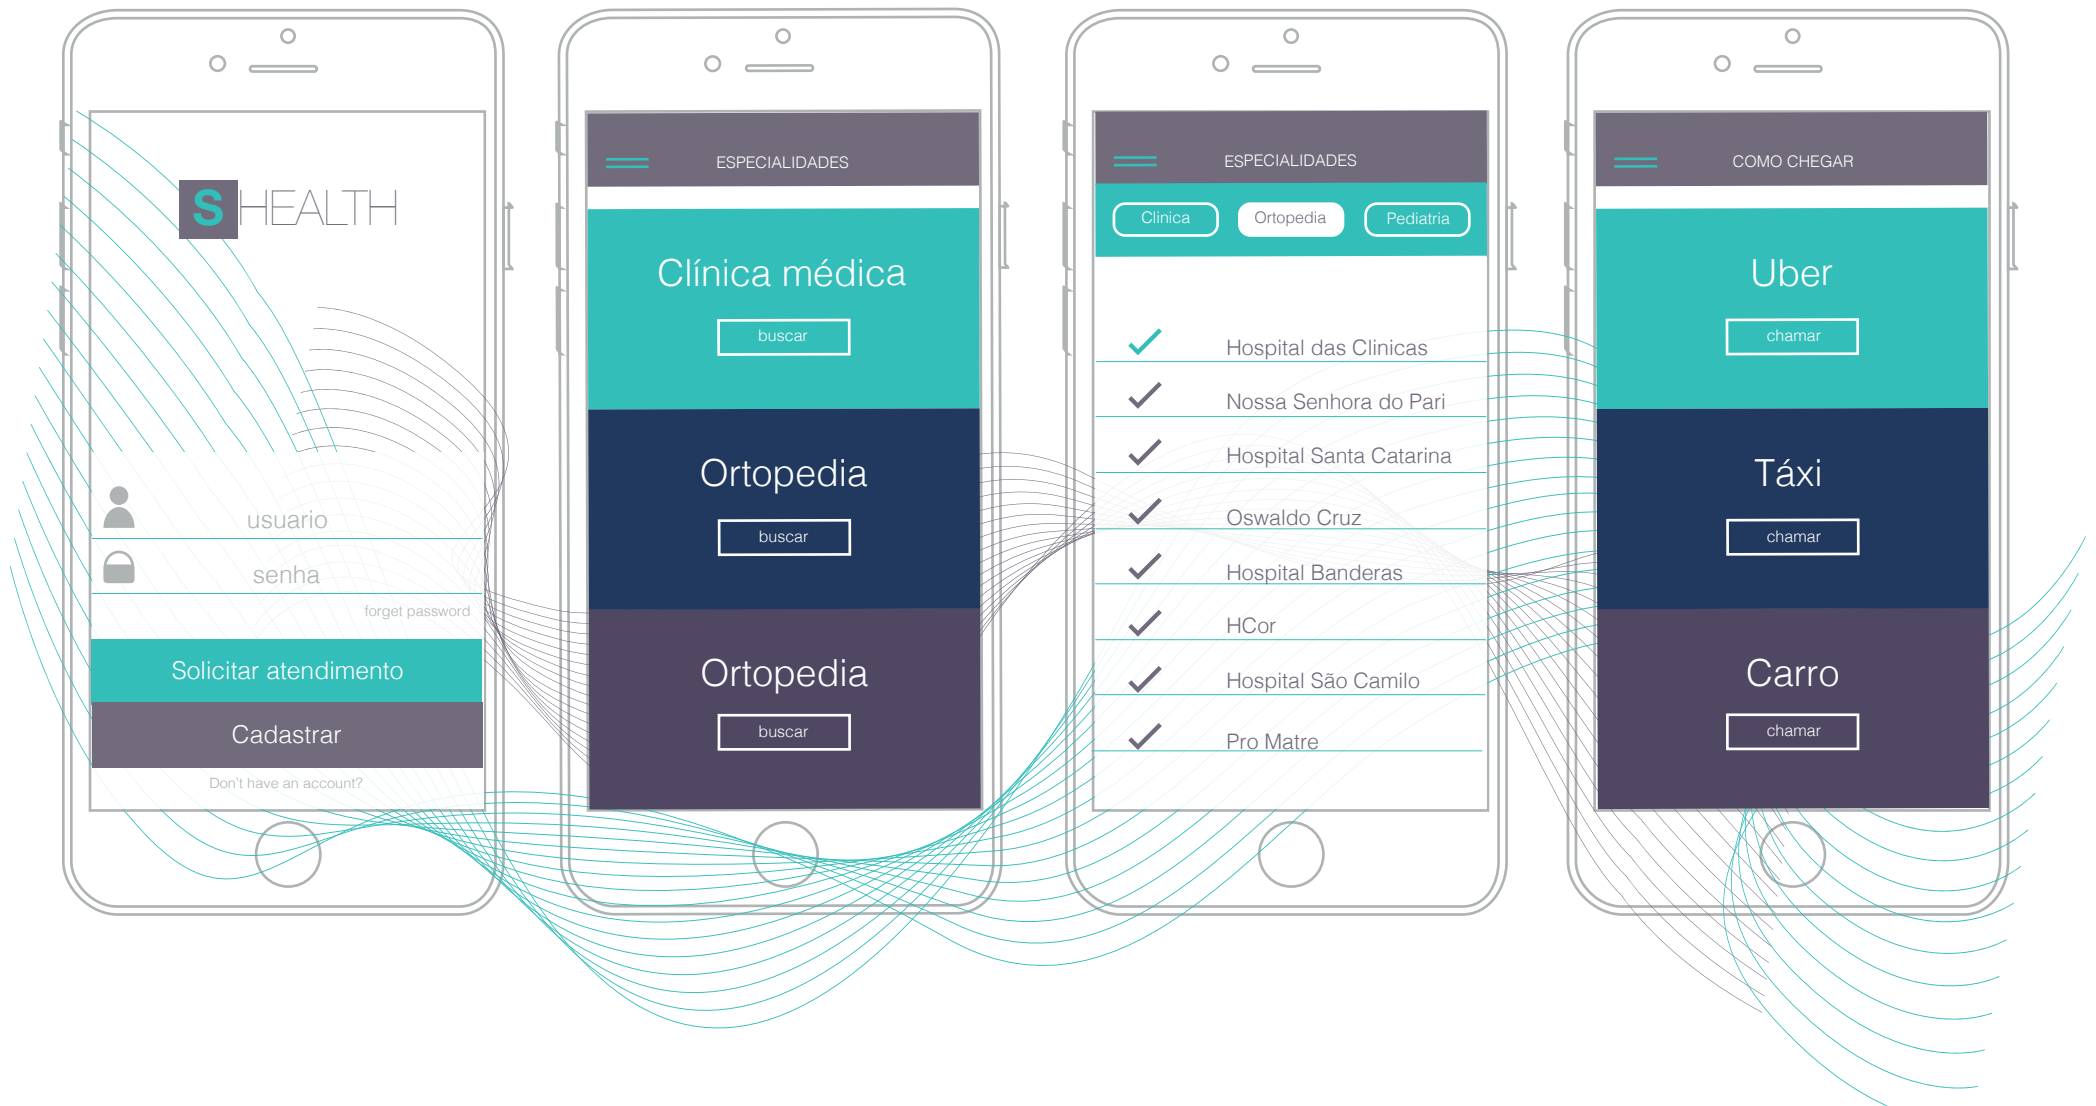 S HEALTH
usuario
senha
forget password
Solicitar atendimento
Cadastrar
Don't have an account?
ESPECIALIDADES
Clínica médica
buscar
Ortopedia
buscar
Ortopedia
buscar
ESPECIALIDADES
Clinica Ortopedia Pediatria
Hospital das Clinicas
Nossa Senhora do Pari
Hospital Santa Catarina
Oswaldo Cruz
Hospital Banderas
HCor
Hospital São Camilo
Pro Matre
COMO CHEGAR
Uber
chamar
Táxi
chamar
Carro
chamar